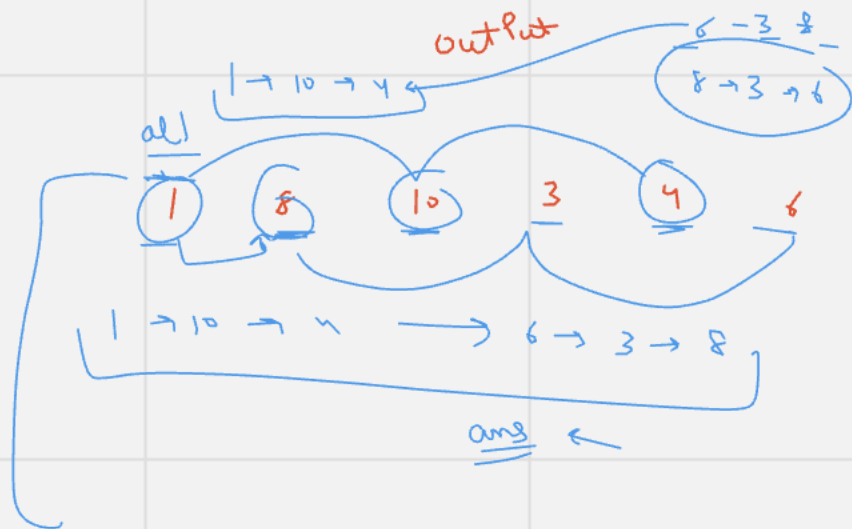 output
6 - 3 8
8 → 3 → 6
1 → 10 → 4
all
1 8 10 3 4 6
1 → 10 → 4 → 6 → 3 → 8
ans ←